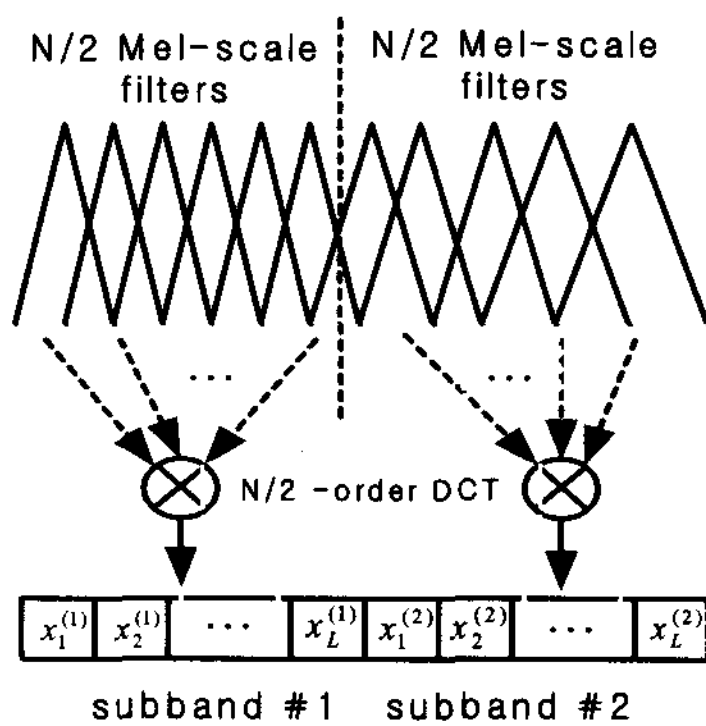 N/2 Mel-scale filters
N/2 Mel-scale filters
...
...
N/2 -order DCT
x_1^{(1)} x_2^{(1)} ... x_L^{(1)} x_1^{(2)} x_2^{(2)} ... x_L^{(2)}
subband #1 subband #2